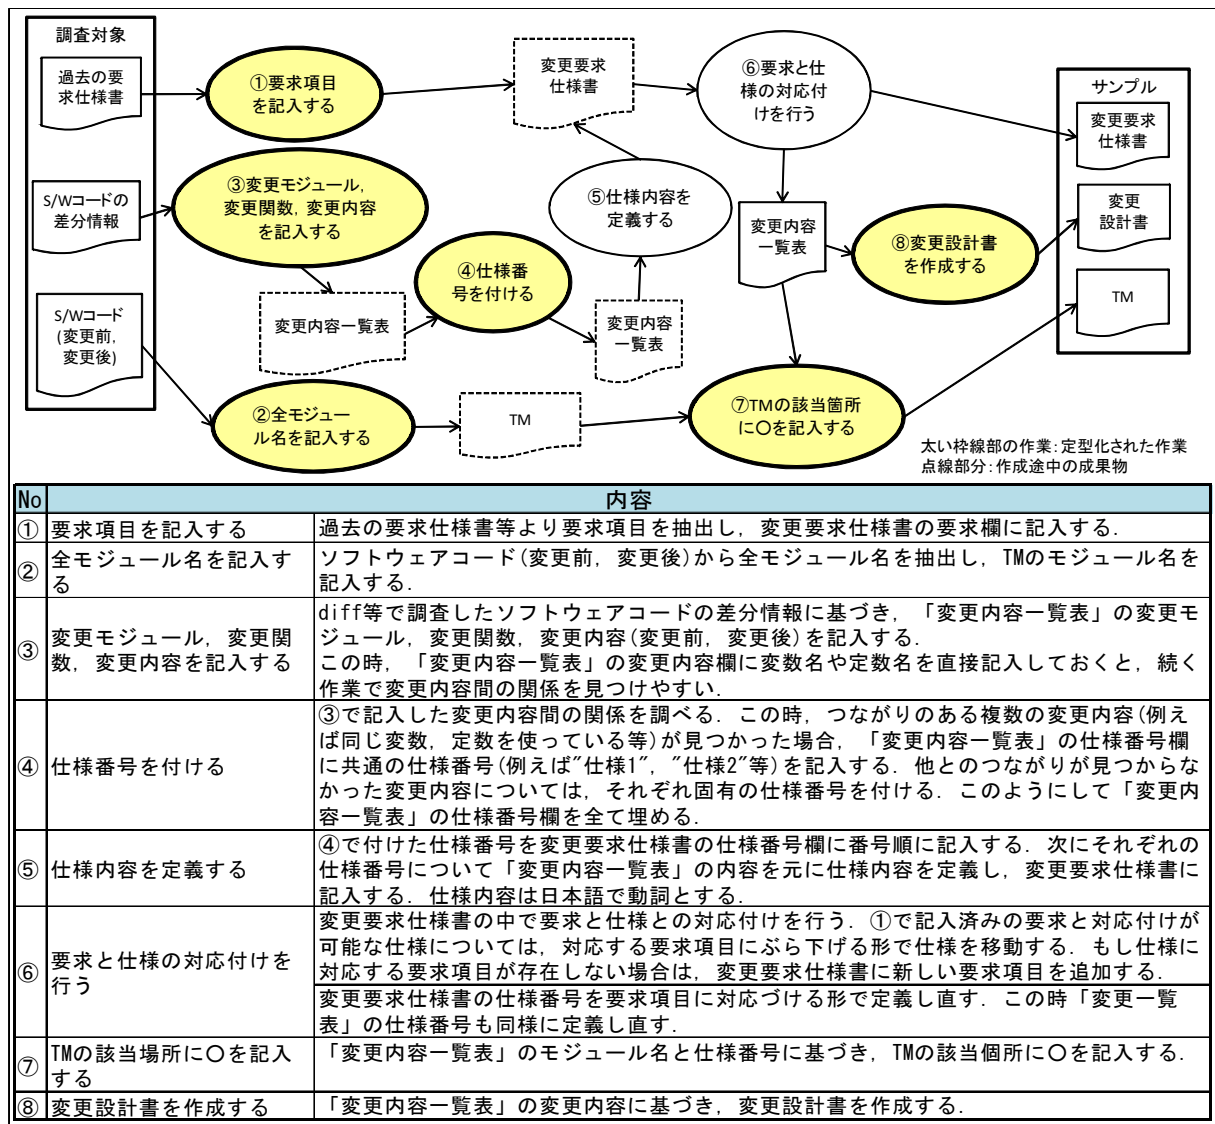 調査対象
過去の要
求仕様書
S/Wコードの
差分情報
S/Wコード
(変更前,
変更後)
①要求項目
を記入する
③変更モジュール,
変更関数, 変更内容
を記入する
変更内容一覧表
④仕様番
号を付ける
②全モジュー
ル名を記入する
TM
変更要求
仕様書
⑤仕様内容を
定義する
変更内容
一覧表
⑥要求と仕
様の対応付
けを行う
変更内容
一覧表
⑧変更設計書
を作成する
⑦TMの該当箇所
に○を記入する
サンプル
変更要求
仕様書
変更
設計書
TM
太い枠線部の作業:定型化された作業
点線部分:作成途中の成果物
No 内容
① 要求項目を記入する 過去の要求仕様書等より要求項目を抽出し, 変更要求仕様書の要求欄に記入する.
② 全モジュール名を記入す
る
ソフトウェアコード(変更前, 変更後)から全モジュール名を抽出し, TMのモジュール名を
記入する.
③ 変更モジュール, 変更関
数, 変更内容を記入する
diff等で調査したソフトウェアコードの差分情報に基づき, 「変更内容一覧表」の変更モ
ジュール, 変更関数, 変更内容(変更前, 変更後)を記入する.
この時, 「変更内容一覧表」の変更内容欄に変数名や定数名を直接記入しておくと, 続く
作業で変更内容間の関係を見つけやすい.
④ 仕様番号を付ける
③で記入した変更内容間の関係を調べる. この時, つながりのある複数の変更内容(例え
ば同じ変数, 定数を使っている等)が見つかった場合, 「変更内容一覧表」の仕様番号欄
に共通の仕様番号(例えば"仕様1", "仕様2"等)を記入する. 他とのつながりが見つからな
かった変更内容については, それぞれ固有の仕様番号を付ける. このようにして「変更内
容一覧表」の仕様番号欄を全て埋める.
⑤ 仕様内容を定義する
④で付けた仕様番号を変更要求仕様書の仕様番号欄に番号順に記入する. 次にそれぞれの
仕様番号について「変更内容一覧表」の内容を元に仕様内容を定義し, 変更要求仕様書に
記入する. 仕様内容は日本語で動詞とする.
⑥ 要求と仕様の対応付けを
行う
変更要求仕様書の中で要求と仕様との対応付けを行う. ①で記入済みの要求と対応付けが
可能な仕様については, 対応する要求項目にぶら下げる形で仕様を移動する. もし仕様に
対応する要求項目が存在しない場合は, 変更要求仕様書に新しい要求項目を追加する.
変更要求仕様書の仕様番号を要求項目に対応づける形で定義し直す. この時「変更一覧
表」の仕様番号も同様に定義し直す.
⑦ TMの該当場所に○を記入
する
「変更内容一覧表」のモジュール名と仕様番号に基づき, TMの該当個所に○を記入する.
⑧ 変更設計書を作成する 「変更内容一覧表」の変更内容に基づき, 変更設計書を作成する.